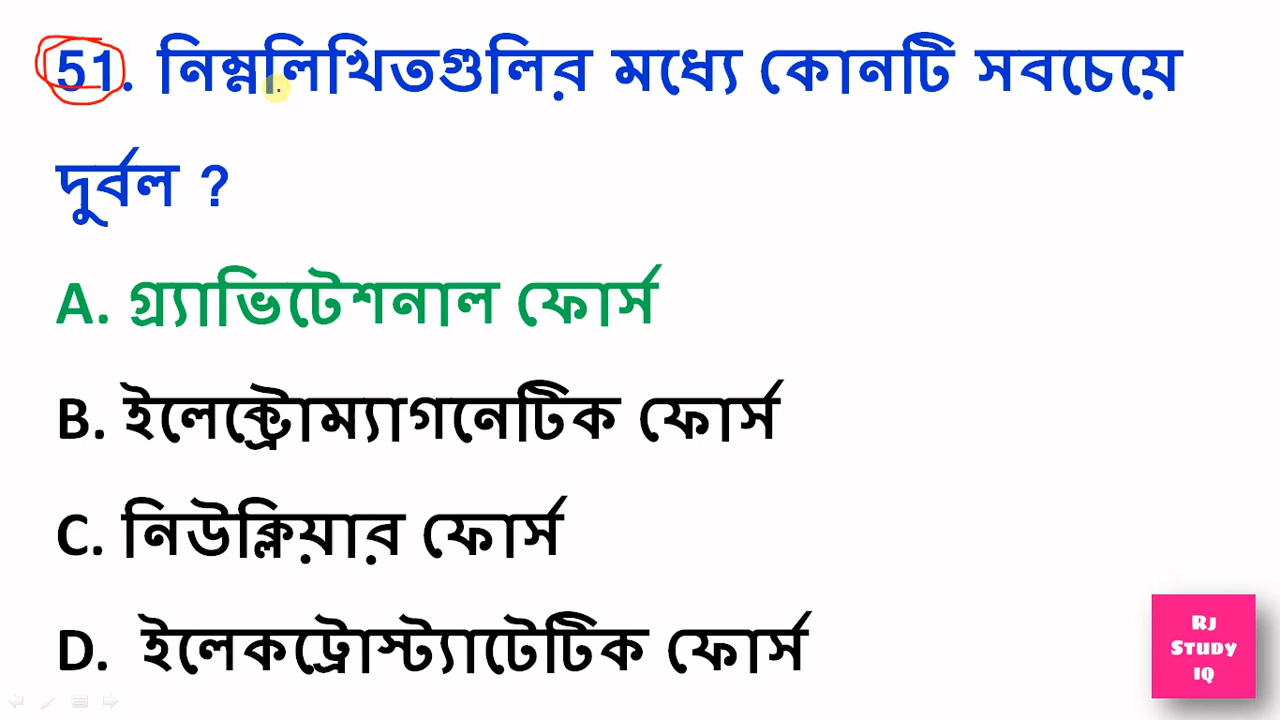 51. নিম্নলিখিতগুলির মধ্যে কোনটি সবচেয়ে
দুর্বল ?
A. গ্র্যাভিটেশনাল ফোর্স
B. ইলেক্ট্রোম্যাগনেটিক ফোর্স
C. নিউক্লিয়ার ফোর্স
D. ইলেকট্রোস্ট্যাটেটিক ফোর্স
RJ
STUDY
IQ